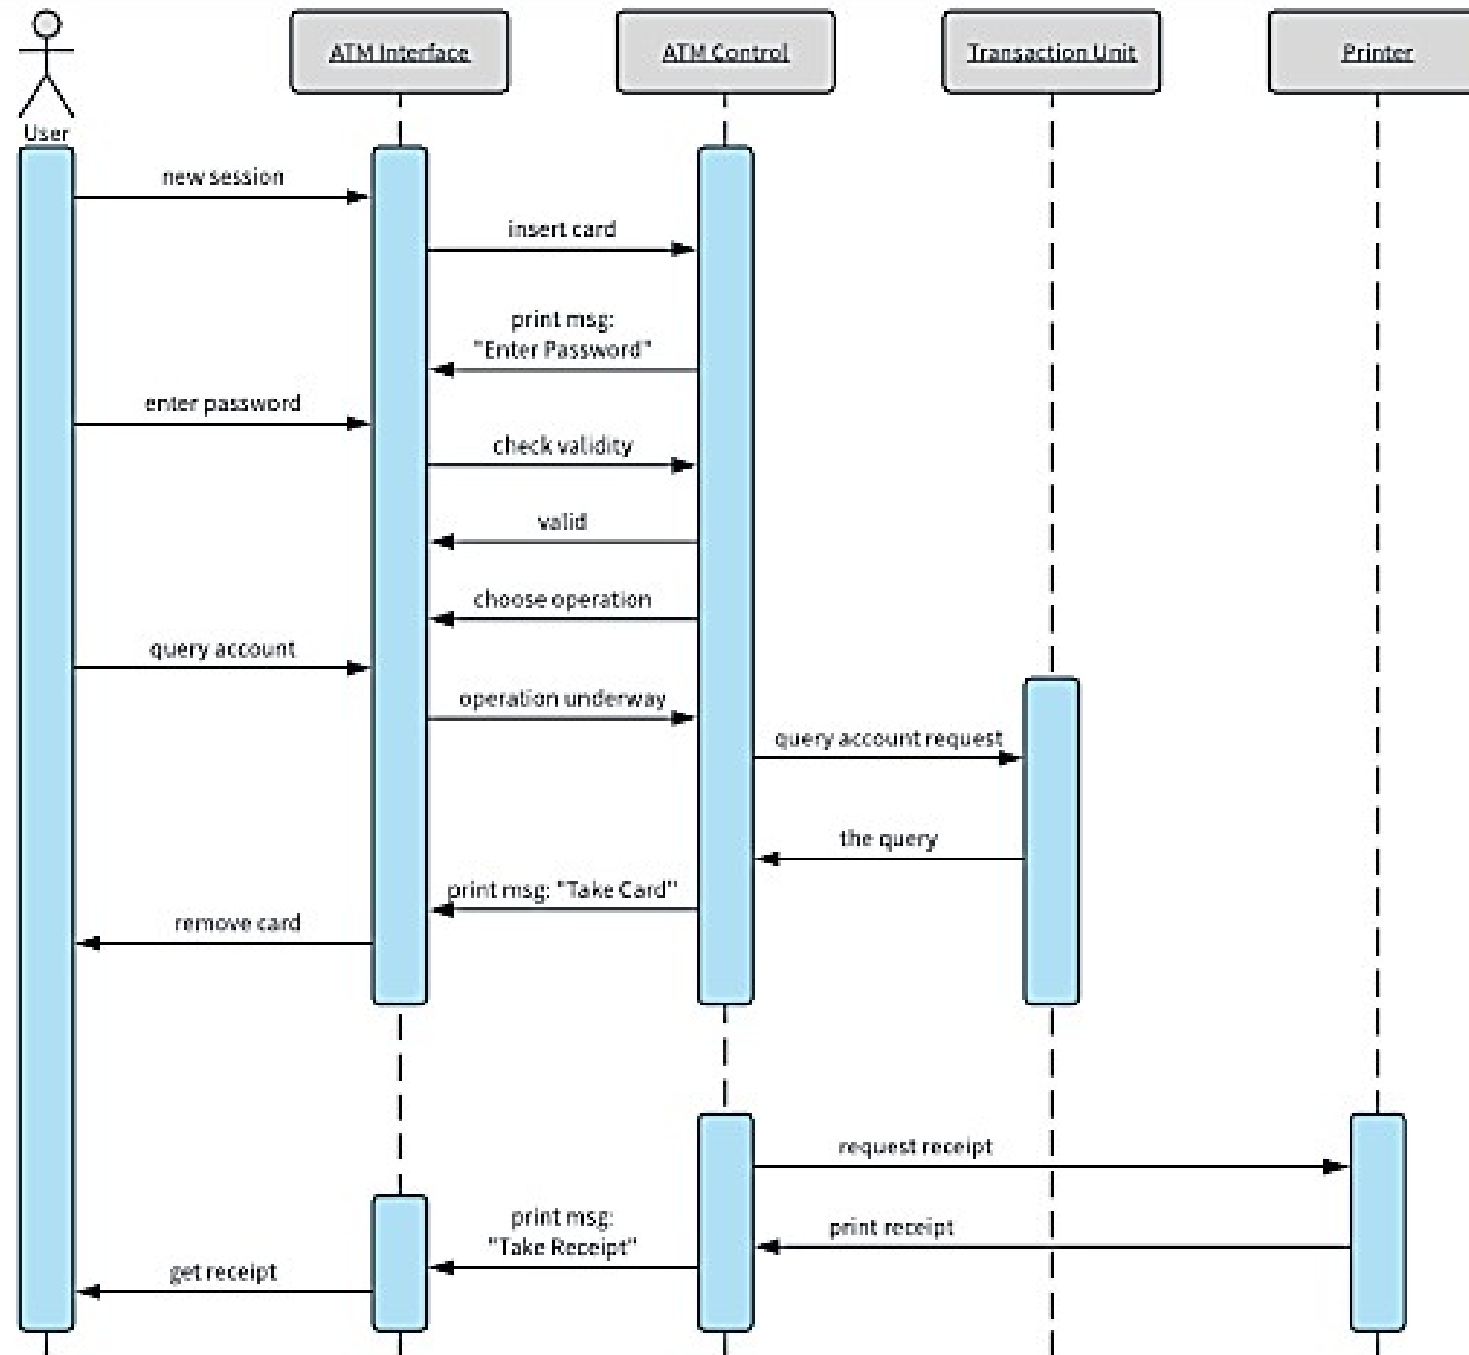 ATM Interface
ATM Control
Transaction Unit
Printer
User
new session
insert card
print msg:
"Enter Password"
enter password
check validity
valid
choose operation
query account
operation underway
query account request
the query
print msg: "Take Card"
remove card
request receipt
print msg:
"Take Receipt"
print receipt
get receipt